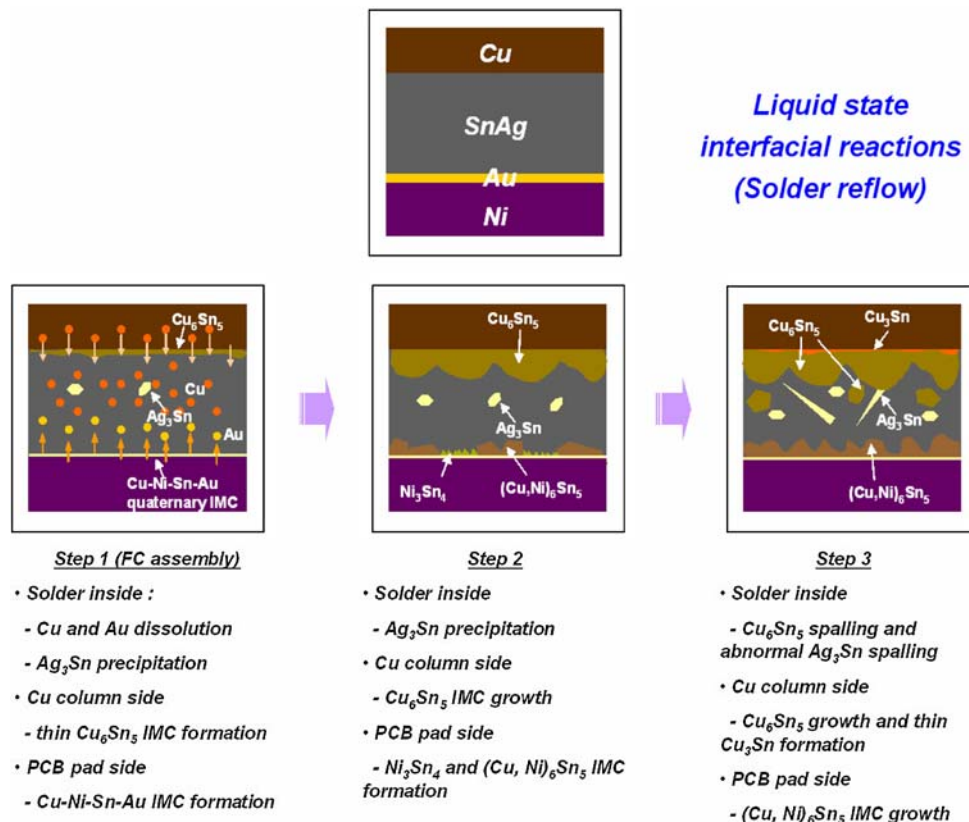 Cu
SnAg
Au
Ni
Liquid state
interfacial reactions
(Solder reflow)
Cu₆Sn₅
Cu
Ag₃Sn
Au
Cu-Ni-Sn-Au
quaternary IMC
Cu₆Sn₅
Ag₃Sn
Ni₃Sn₄
(Cu,Ni)₆Sn₅
Cu₆Sn₅
Cu₃Sn
Ag₃Sn
(Cu,Ni)₆Sn₅
Step 1 (FC assembly)
• Solder inside :
- Cu and Au dissolution
- Ag₃Sn precipitation
• Cu column side
- thin Cu₆Sn₅ IMC formation
• PCB pad side
- Cu-Ni-Sn-Au IMC formation
Step 2
• Solder inside
- Ag₃Sn precipitation
• Cu column side
- Cu₆Sn₅ IMC growth
• PCB pad side
- Ni₃Sn₄ and (Cu, Ni)₆Sn₅ IMC
formation
Step 3
• Solder inside
- Cu₆Sn₅ spalling and
abnormal Ag₃Sn spalling
• Cu column side
- Cu₆Sn₅ growth and thin
Cu₃Sn formation
• PCB pad side
- (Cu, Ni)₆Sn₅ IMC growth